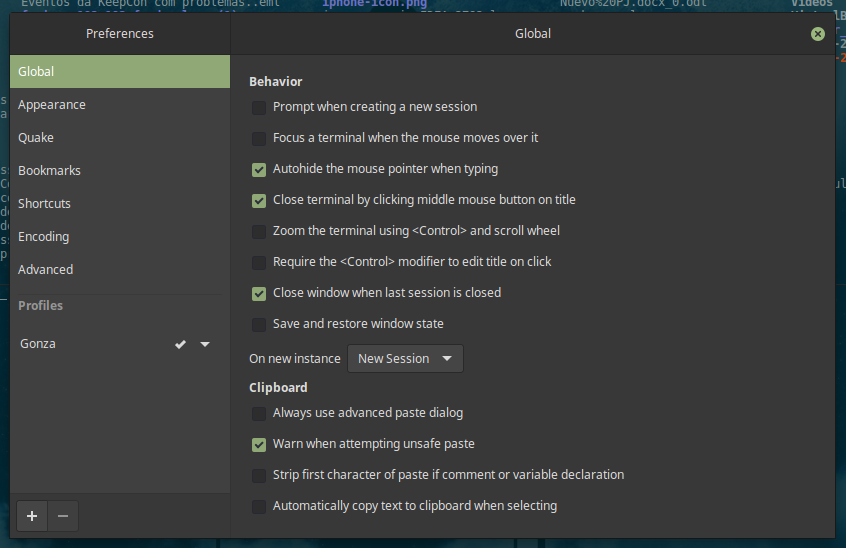 Eventos da KeepCon com problemas..eml iphone-icon.png Nuevo%20PJ.docx_0.odt Vídeos
Preferences
Global
Global
Appearance
Quake
Bookmarks
Shortcuts
Encoding
Advanced
Profiles
Gonza
Behavior
Prompt when creating a new session
Focus a terminal when the mouse moves over it
Autohide the mouse pointer when typing
Close terminal by clicking middle mouse button on title
Zoom the terminal using <Control> and scroll wheel
Require the <Control> modifier to edit title on click
Close window when last session is closed
Save and restore window state
On new instance New Session
Clipboard
Always use advanced paste dialog
Warn when attempting unsafe paste
Strip first character of paste if comment or variable declaration
Automatically copy text to clipboard when selecting